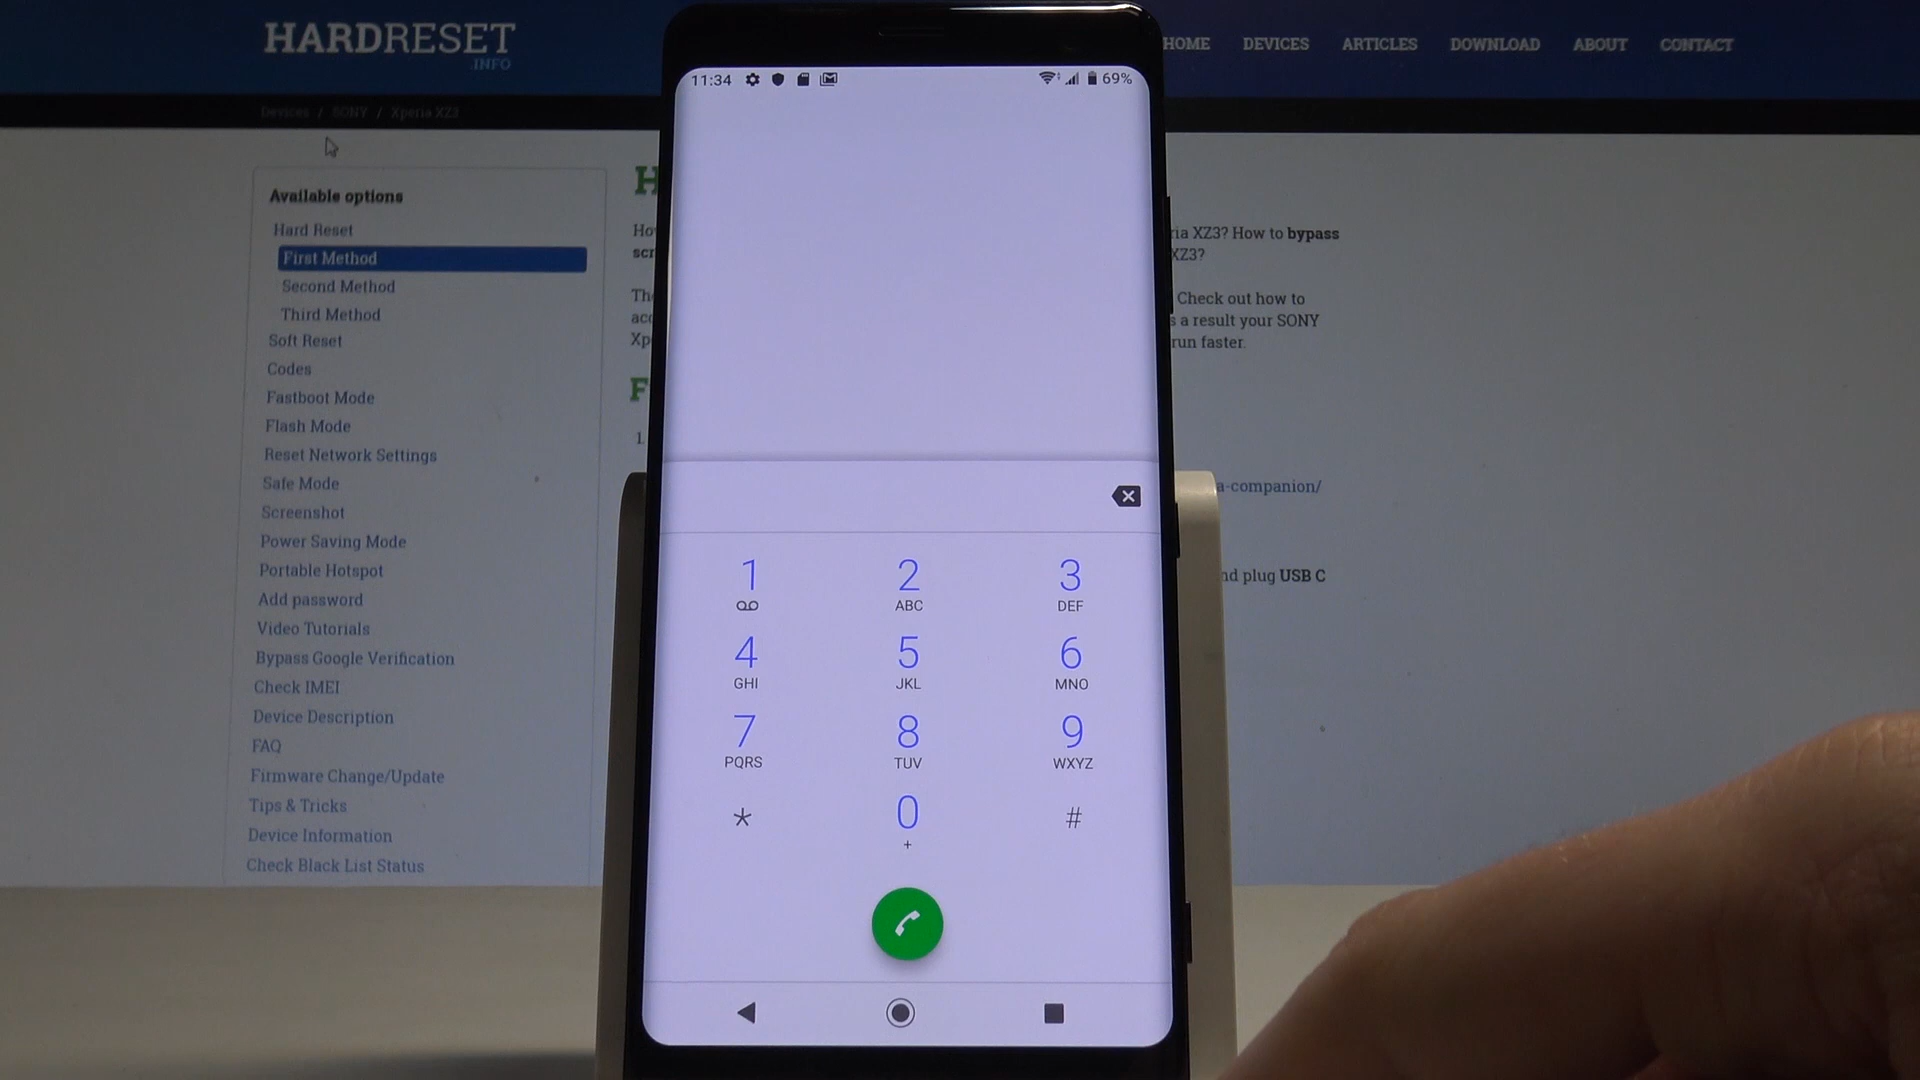 HARDRESET
.INFO
HOME DEVICES ARTICLES DOWNLOAD ABOUT CONTACT
Devices / SONY / Xperia XZ3
Available options
Hard Reset
First Method
Second Method
Third Method
Soft Reset
Codes
Fastboot Mode
Flash Mode
Reset Network Settings
Safe Mode
Screenshot
Power Saving Mode
Portable Hotspot
Add password
Video Tutorials
Bypass Google Verification
Check IMEI
Device Description
FAQ
Firmware Change/Update
Tips & Tricks
Device Information
Check Black List Status
XZ3? How to bypass
XZ3?
Check out how to
a result your SONY
run faster.
1.
a-companion/
plug USB C
11:34 69%
1 2 3
ABC DEF
4 5 6
GHI JKL MNO
7 8 9
PQRS TUV WXYZ
* 0 #
+